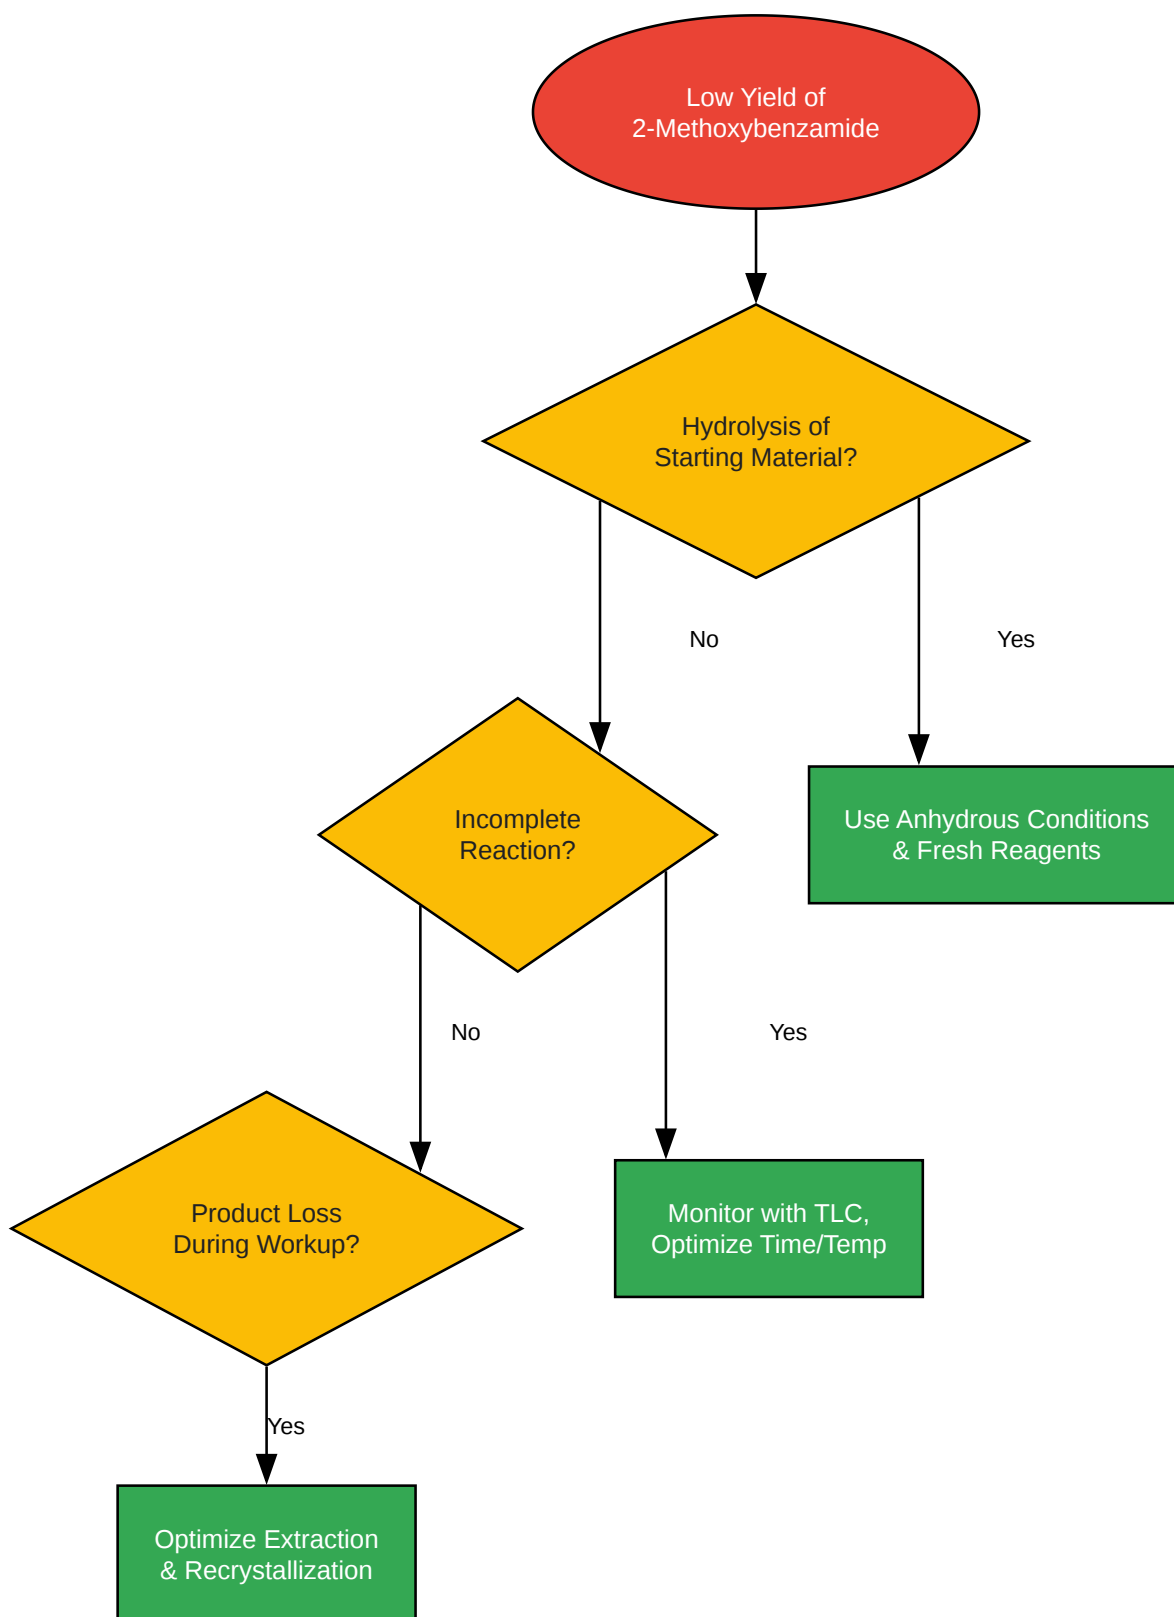 Low Yield of
2-Methoxybenzamide
Hydrolysis of
Starting Material?
No
Yes
Incomplete
Reaction?
Use Anhydrous Conditions
& Fresh Reagents
No
Yes
Product Loss
During Workup?
Monitor with TLC,
Optimize Time/Temp
Yes
Optimize Extraction
& Recrystallization